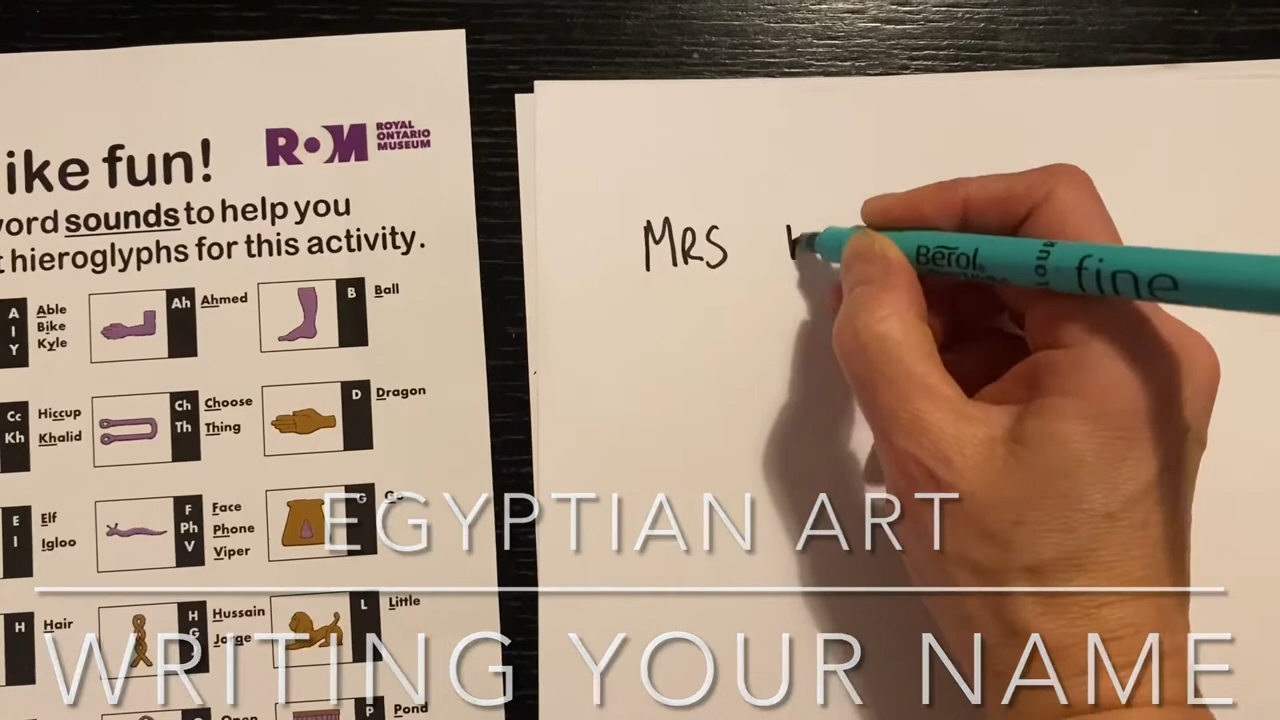 ike fun!
ROM ROYAL
ONTARIO
MUSEUM
word sounds to help you
t hieroglyphs for this activity.
A
I
Y
Able
Bike
Kyle
Ah
Ahmed
B
Ball
Cc
Kh
Hiccup
Khalid
Ch
Th
Choose
Thing
D
Dragon
E
I
Elf
Igloo
F
Ph
V
Face
Phone
Viper
G
H
Hair
H
G
Hussain
Jorge
L
Little
P
Pond
MRS
Berol
fine
EGYPTIAN ART
WRITING YOUR NAME